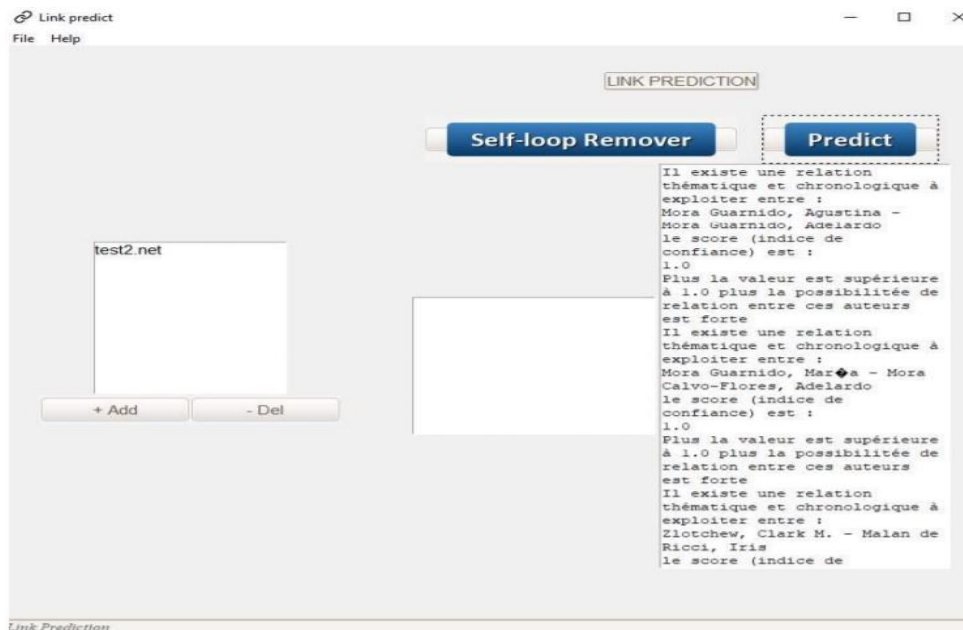 Link predict
File Help
LINK PREDICTION
Self-loop Remover
Predict
test2.net
+ Add
- Del
Il existe une relation
thématique et chronologique à
exploiter entre :
Mora Guarnido, Agustina -
Mora Guarnido, Adelardo
le score (indice de
confiance) est :
1.0
Plus la valeur est supérieure
à 1.0 plus la possibilitée de
relation entre ces auteurs
est forte
Il existe une relation
thématique et chronologique à
exploiter entre :
Mora Guarnido, Mar�a - Mora
Calvo-Flores, Adelardo
le score (indice de
confiance) est :
1.0
Plus la valeur est supérieure
à 1.0 plus la possibilitée de
relation entre ces auteurs
est forte
Il existe une relation
thématique et chronologique à
exploiter entre :
Zlotchew, Clark M. - Malan de
Ricci, Iris
le score (indice de
Link Prediction